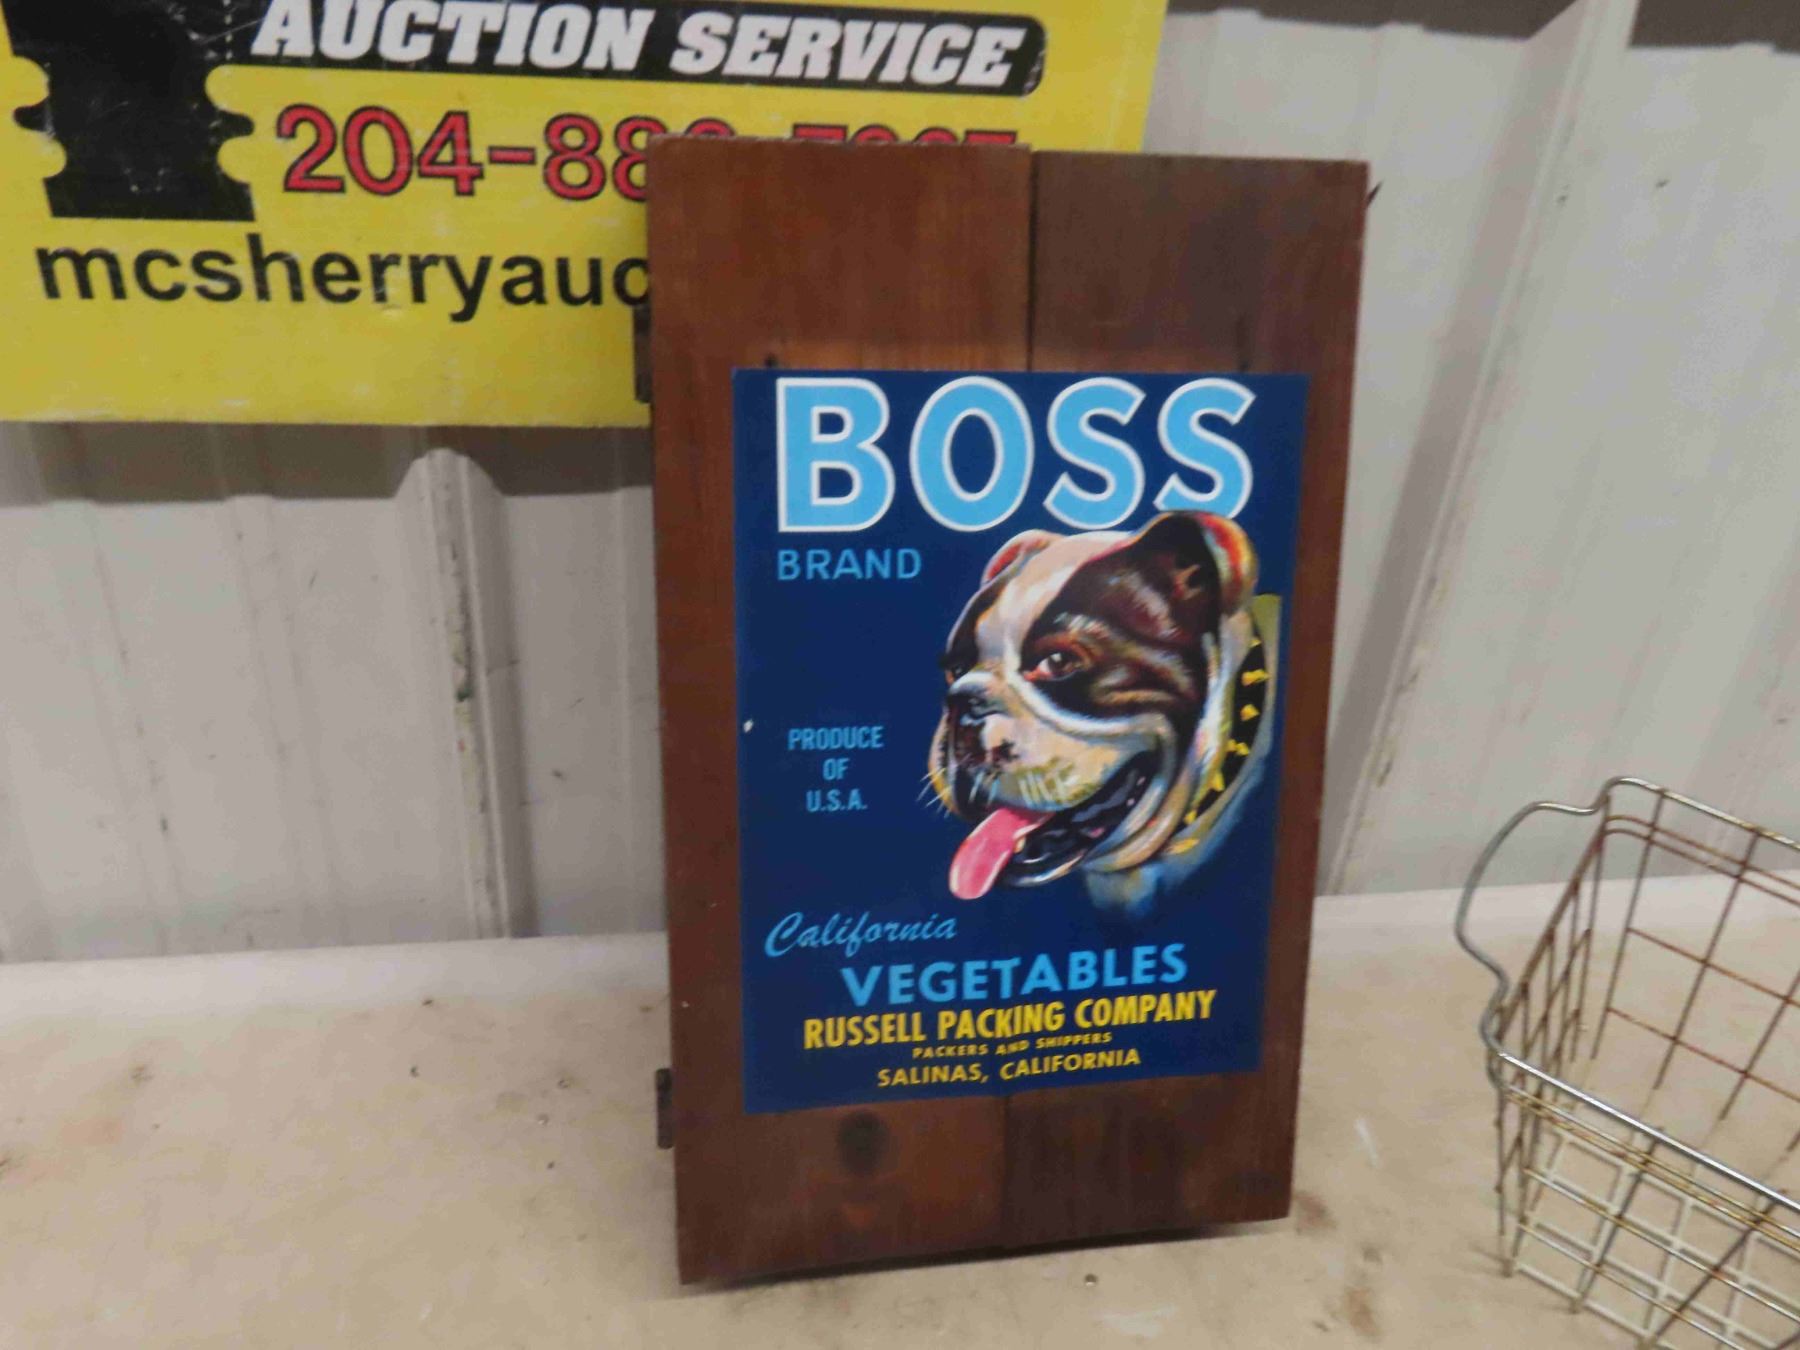 AUCTION SERVICE
204-88
mcsherryauc
BOSS
BRAND
PRODUCE
OF
U.S.A.
California
VEGETABLES
RUSSELL PACKING COMPANY
PACKERS AND SHIPPERS
SALINAS, CALIFORNIA